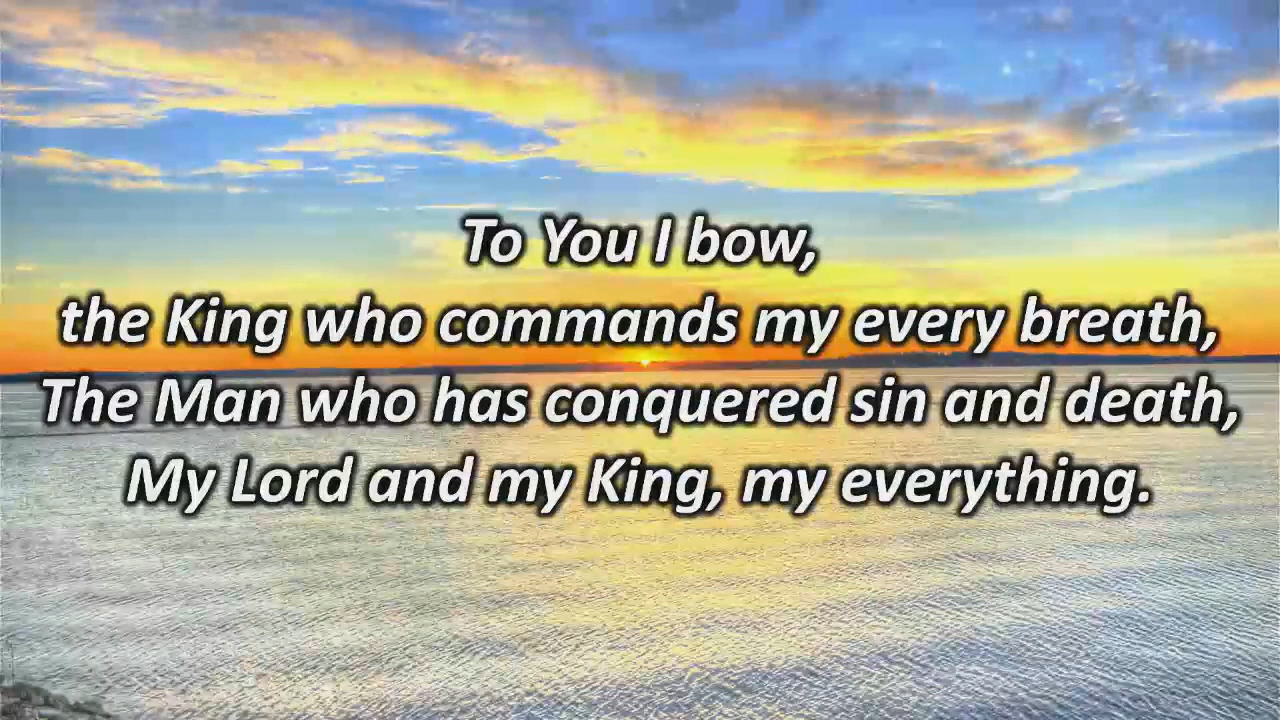 To You I bow,
the King who commands my every breath,
The Man who has conquered sin and death,
My Lord and my King, my everything.